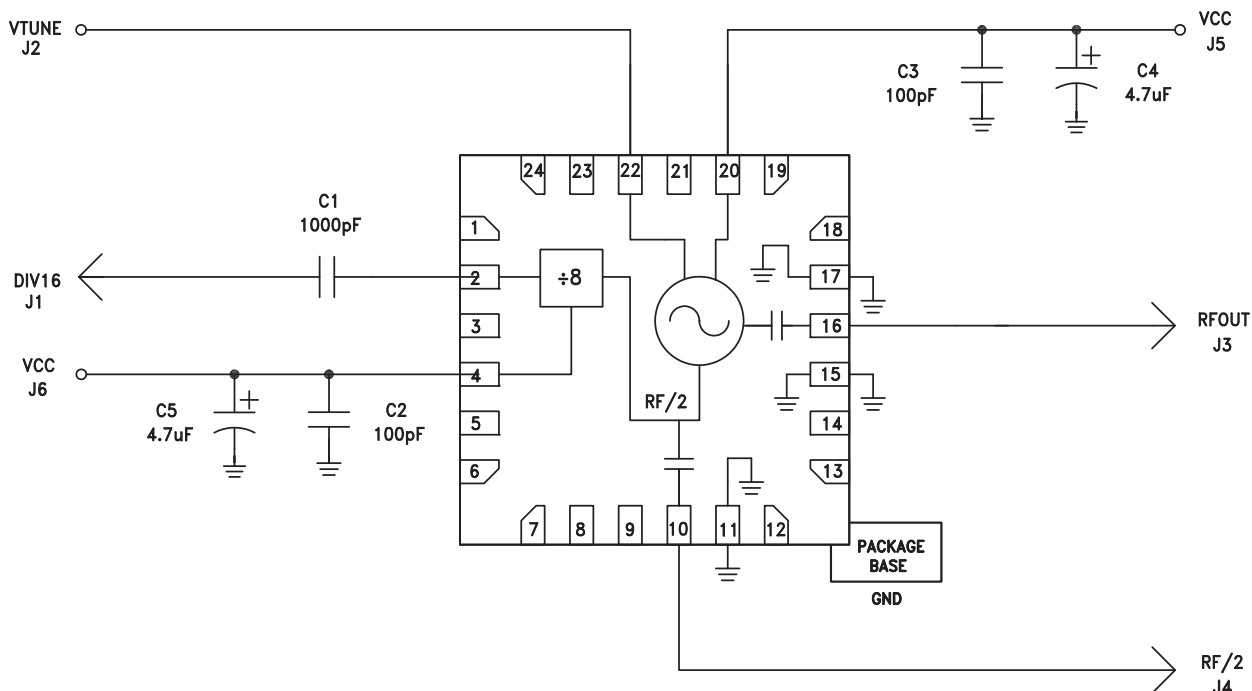 VTUNE
J2
VCC
J5
C3
100pF
C4
4.7uF
+
24
23
22
21
20
19
C1
1000pF
1
18
DIV16
J1
2
÷8
17
3
16
RFOUT
J3
VCC
J6
4
15
RF/2
C5
4.7uF
+
C2
100pF
5
14
6
13
7
8
9
10
11
12
PACKAGE
BASE
GND
RF/2
J4